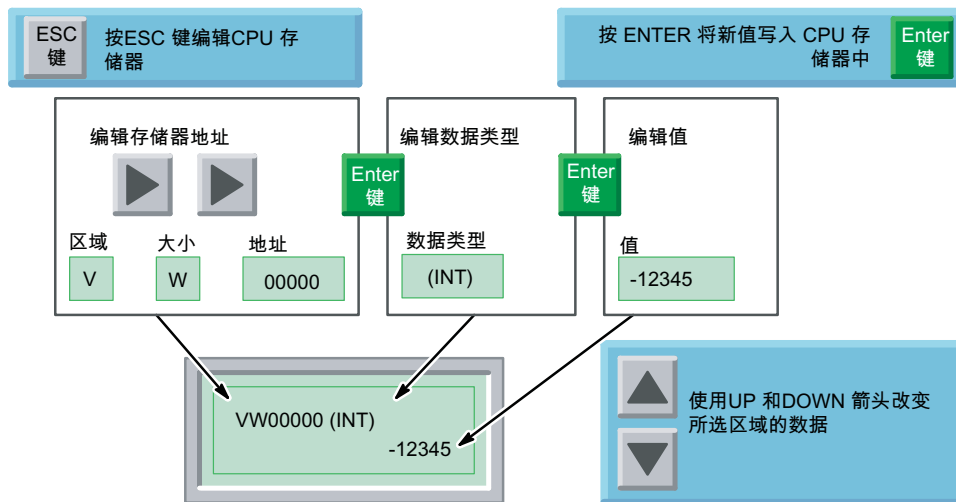 ESC
键
按ESC 键编辑CPU 存
储器
按 ENTER 将新值写入 CPU 存
储器中
Enter
键
编辑存储器地址
Enter
键
编辑数据类型
Enter
键
编辑值
区域
大小
地址
V
W
00000
数据类型
(INT)
值
-12345
VW00000 (INT)
-12345
使用UP 和DOWN 箭头改变
所选区域的数据